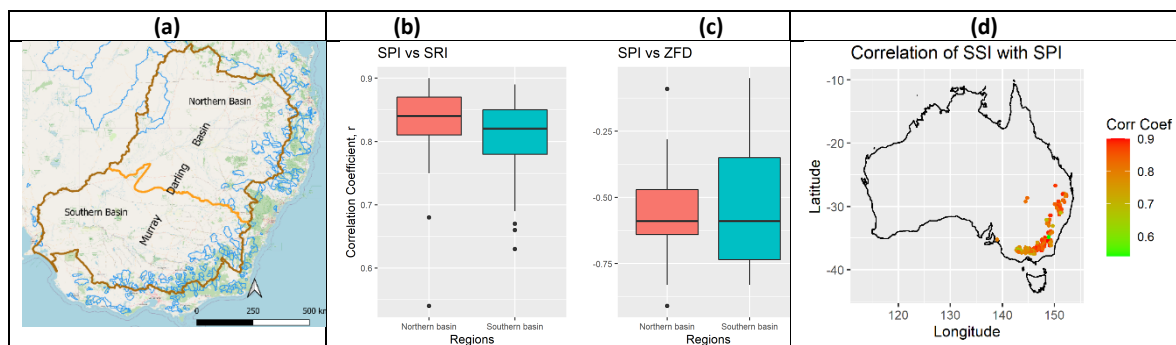 (a)
(b)
(c)
(d)
Northern Basin
Murray Darling Basin
Southern Basin
0 250 500 km
SPI vs SRI
Correlation Coefficient, r
0.9
0.8
0.7
0.6
Northern basin
Southern basin
Regions
SPI vs ZFD
-0.25
-0.50
-0.75
Northern basin
Southern basin
Regions
Correlation of SSI with SPI
Latitude
-10
-20
-30
-40
120 130 140 150
Longitude
Corr Coef
0.9
0.8
0.7
0.6